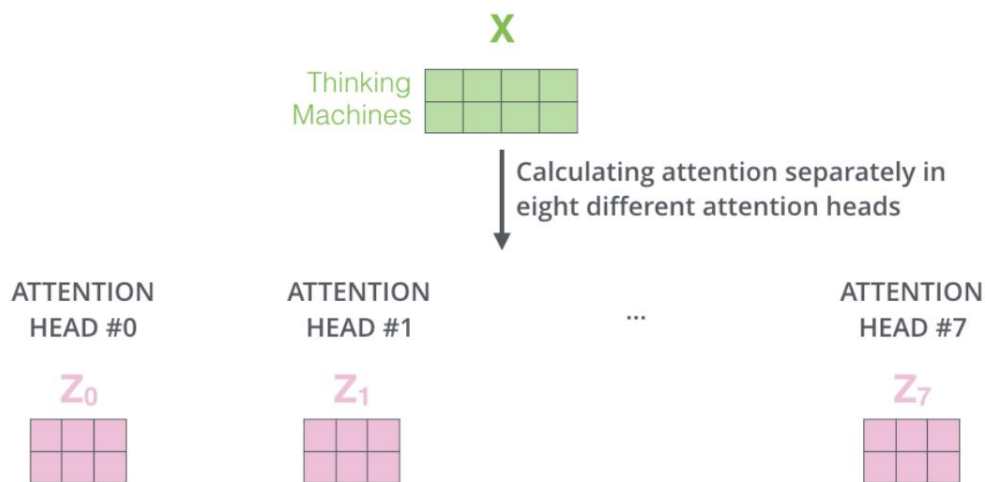 X
Thinking
Machines
Calculating attention separately in
eight different attention heads
ATTENTION
HEAD #0
ATTENTION
HEAD #1
...
ATTENTION
HEAD #7
Z0
Z1
Z7